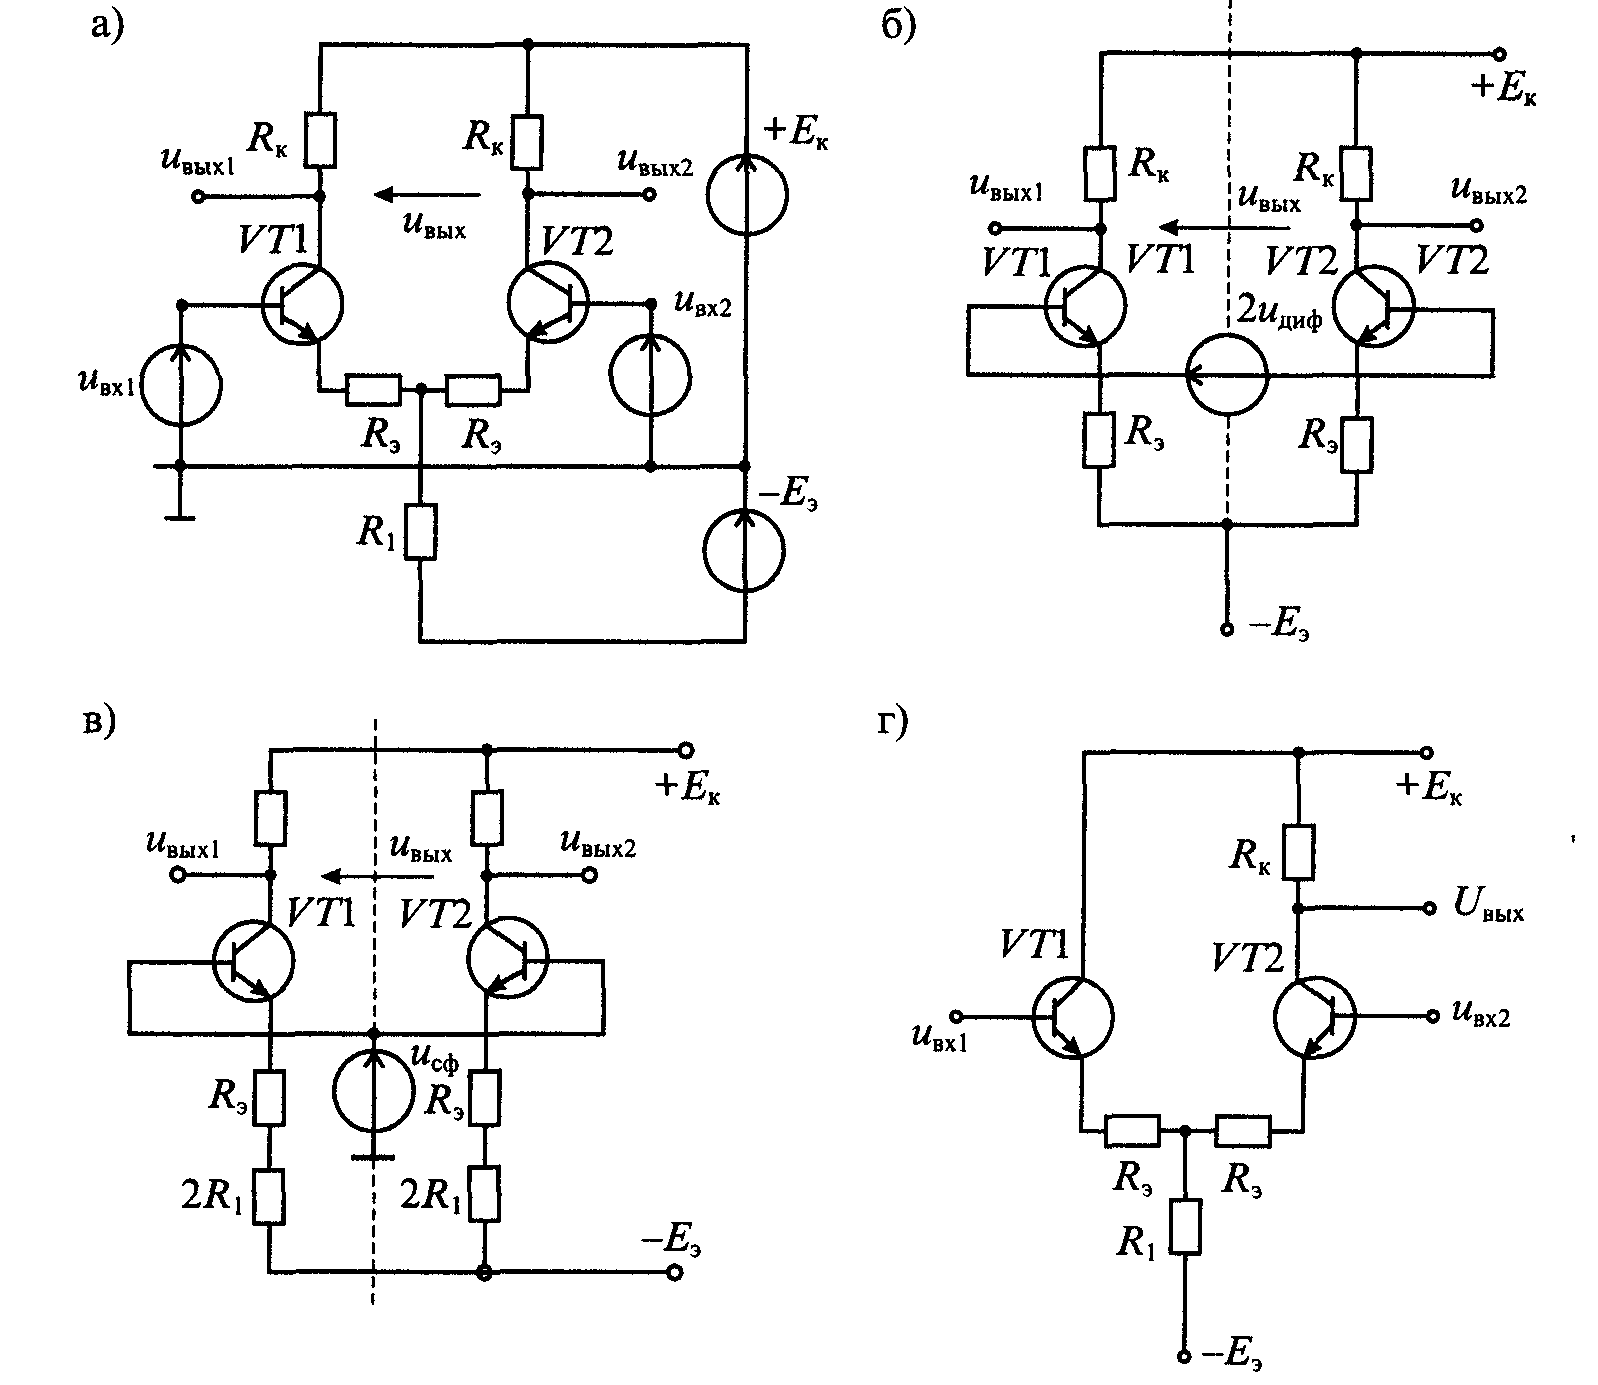 а)
+Eк
Rк
Rк
uвых1
uвых2
uвых
VT1
VT2
uвх1
uвх2
Rэ
Rэ
R1
–Eэ
б)
+Eк
Rк
Rк
uвых1
uвых
uвых2
VT1
VT1
VT2
VT2
2uдиф
Rэ
Rэ
–Eэ
в)
+Eк
uвых1
uвых
uвых2
VT1
VT2
uсф
Rэ
Rэ
2R1
2R1
–Eэ
г)
+Eк
Rк
Uвых
VT1
VT2
uвх1
uвх2
Rэ
Rэ
R1
–Eэ